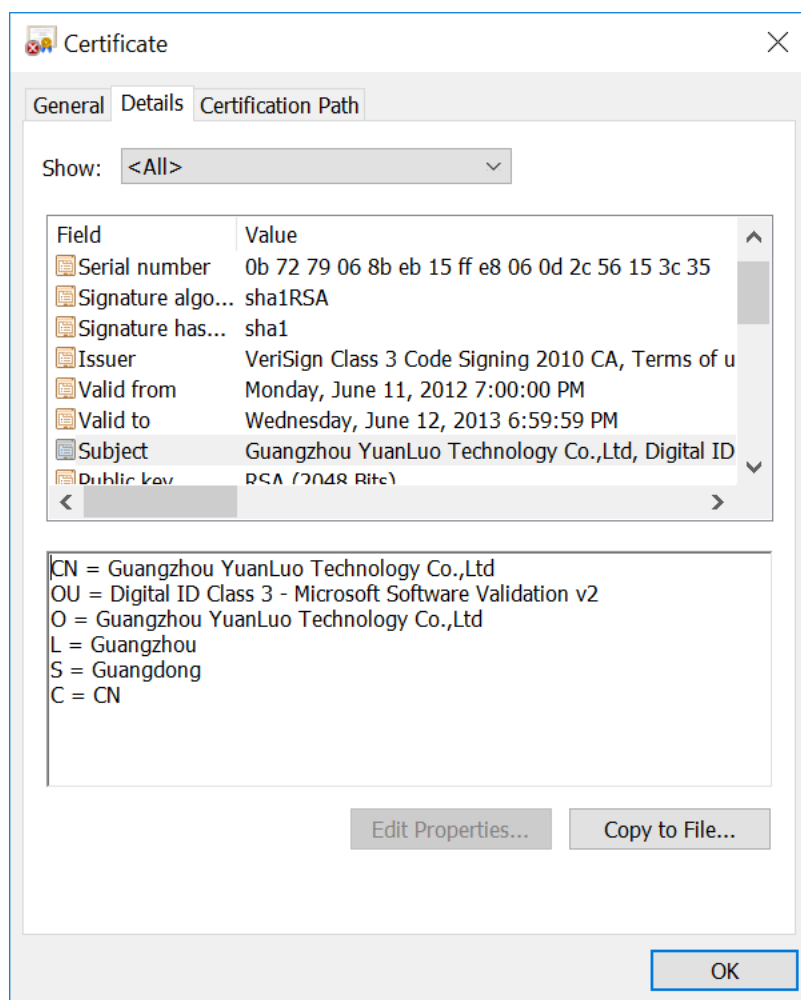 Certificate
General Details Certification Path
Show: <All>
Field Value
Serial number 0b 72 79 06 8b eb 15 ff e8 06 0d 2c 56 15 3c 35
Signature algo... sha1RSA
Signature has... sha1
Issuer VeriSign Class 3 Code Signing 2010 CA, Terms of u
Valid from Monday, June 11, 2012 7:00:00 PM
Valid to Wednesday, June 12, 2013 6:59:59 PM
Subject Guangzhou YuanLuo Technology Co.,Ltd, Digital ID
Public key RSA (2048 Bits)
CN = Guangzhou YuanLuo Technology Co.,Ltd
OU = Digital ID Class 3 - Microsoft Software Validation v2
O = Guangzhou YuanLuo Technology Co.,Ltd
L = Guangzhou
S = Guangdong
C = CN
Edit Properties... Copy to File...
OK